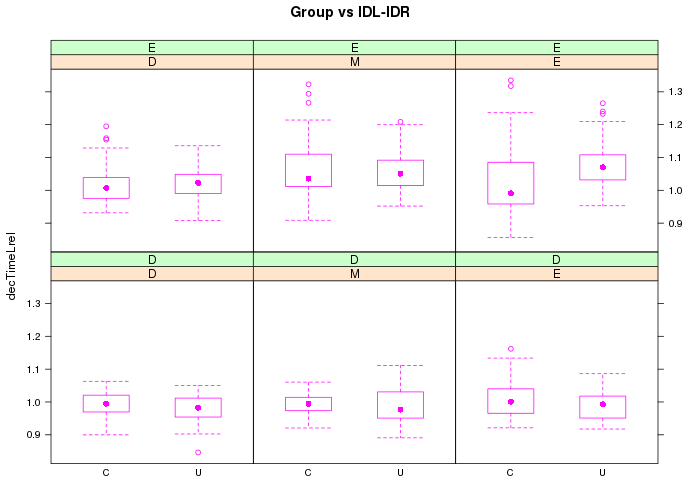 Group vs IDL-IDR
E E E
D M E
1.3
1.2
1.1
1.0
0.9
D D D
D M E
decTimeLrel
1.3
1.2
1.1
1.0
0.9
C U C U C U